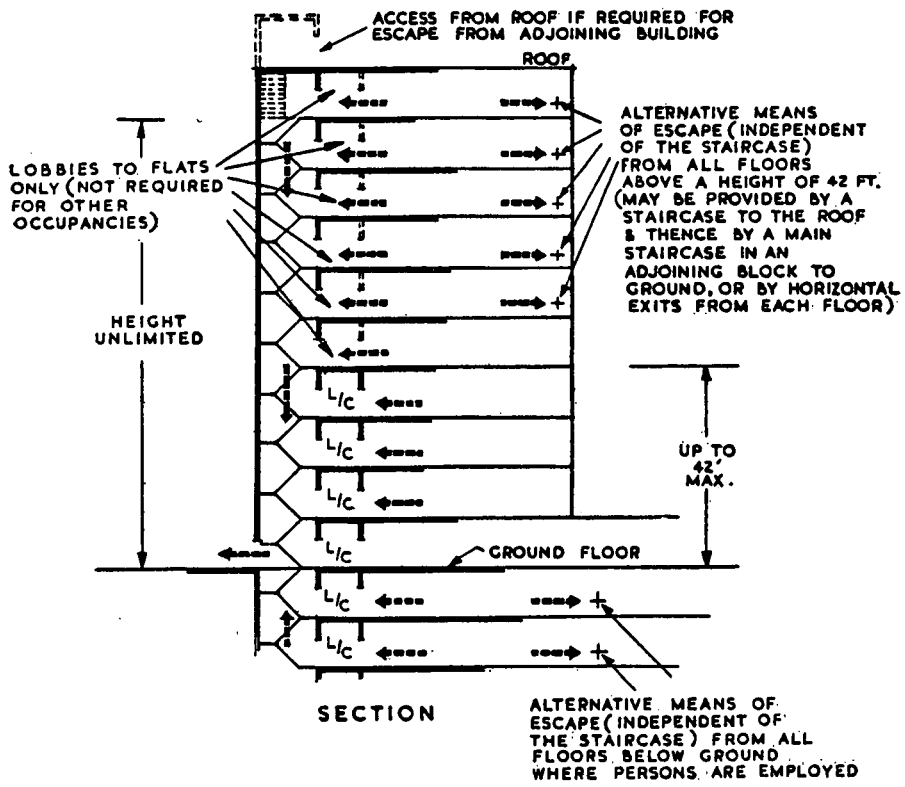 ACCESS FROM ROOF IF REQUIRED FOR
ESCAPE FROM ADJOINING BUILDING
ROOF
ALTERNATIVE MEANS
OF ESCAPE (INDEPENDENT
OF THE STAIRCASE)
FROM ALL FLOORS
ABOVE A HEIGHT OF 42 FT.
(MAY BE PROVIDED BY A
STAIRCASE TO THE ROOF
& THENCE BY A MAIN
STAIRCASE IN AN
ADJOINING BLOCK TO
GROUND, OR BY HORIZONTAL
EXITS FROM EACH FLOOR)
LOBBIES TO FLATS
ONLY (NOT REQUIRED
FOR OTHER
OCCUPANCIES)
HEIGHT
UNLIMITED
L/C
L/C
L/C
L/C
UP TO
42'
MAX.
GROUND FLOOR
L/C
L/C
SECTION
ALTERNATIVE MEANS OF
ESCAPE (INDEPENDENT OF
THE STAIRCASE) FROM ALL
FLOORS BELOW GROUND
WHERE PERSONS ARE EMPLOYED